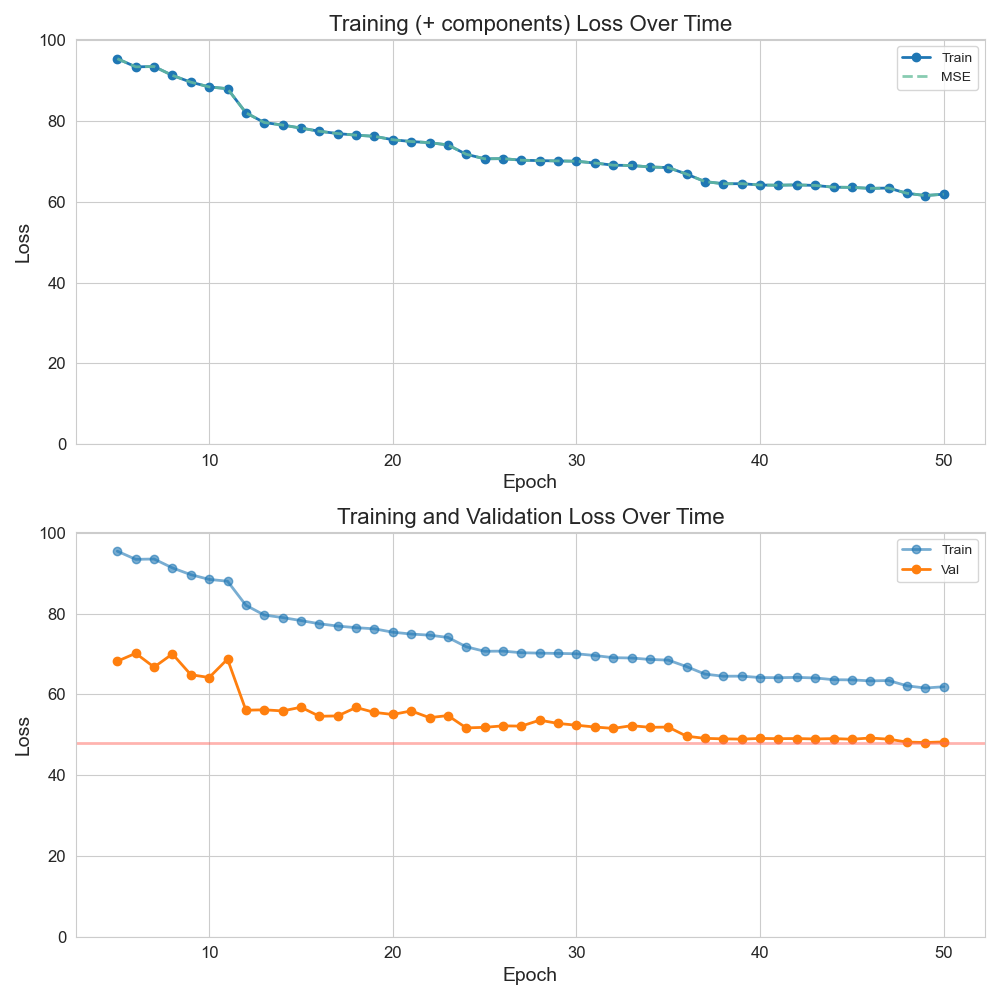 Training (+ components) Loss Over Time
100
80
60
40
20
0
Loss
Train
MSE
10 20 30 40 50
Epoch
Training and Validation Loss Over Time
100
80
60
40
20
0
Loss
Train
Val
10 20 30 40 50
Epoch